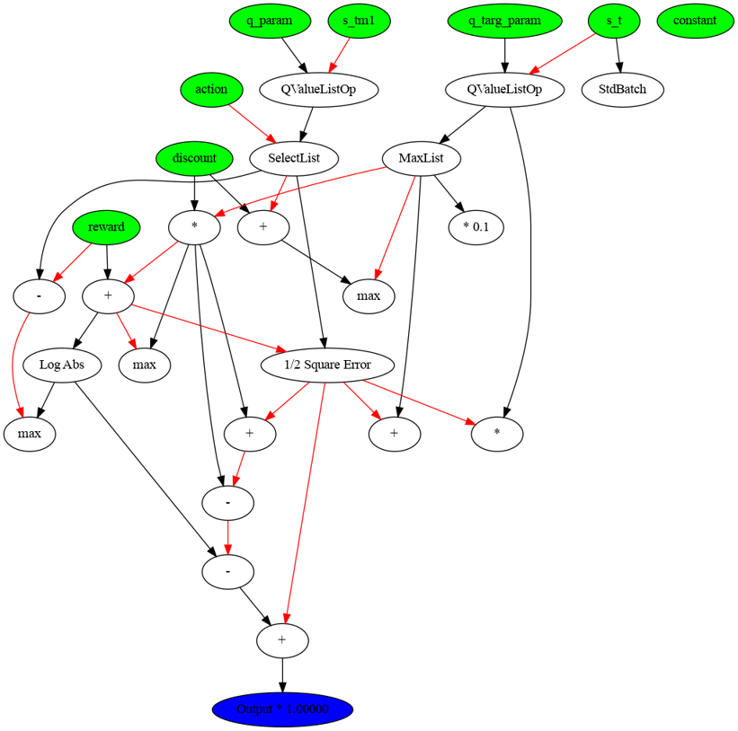 q_param
s_tm1
q_targ_param
s_t
constant
action
QValueListOp
QValueListOp
StdBatch
discount
SelectList
MaxList
reward
*
+
* 0.1
-
+
max
Log Abs
max
1/2 Square Error
max
+
+
*
-
-
+
Output * 1.00000